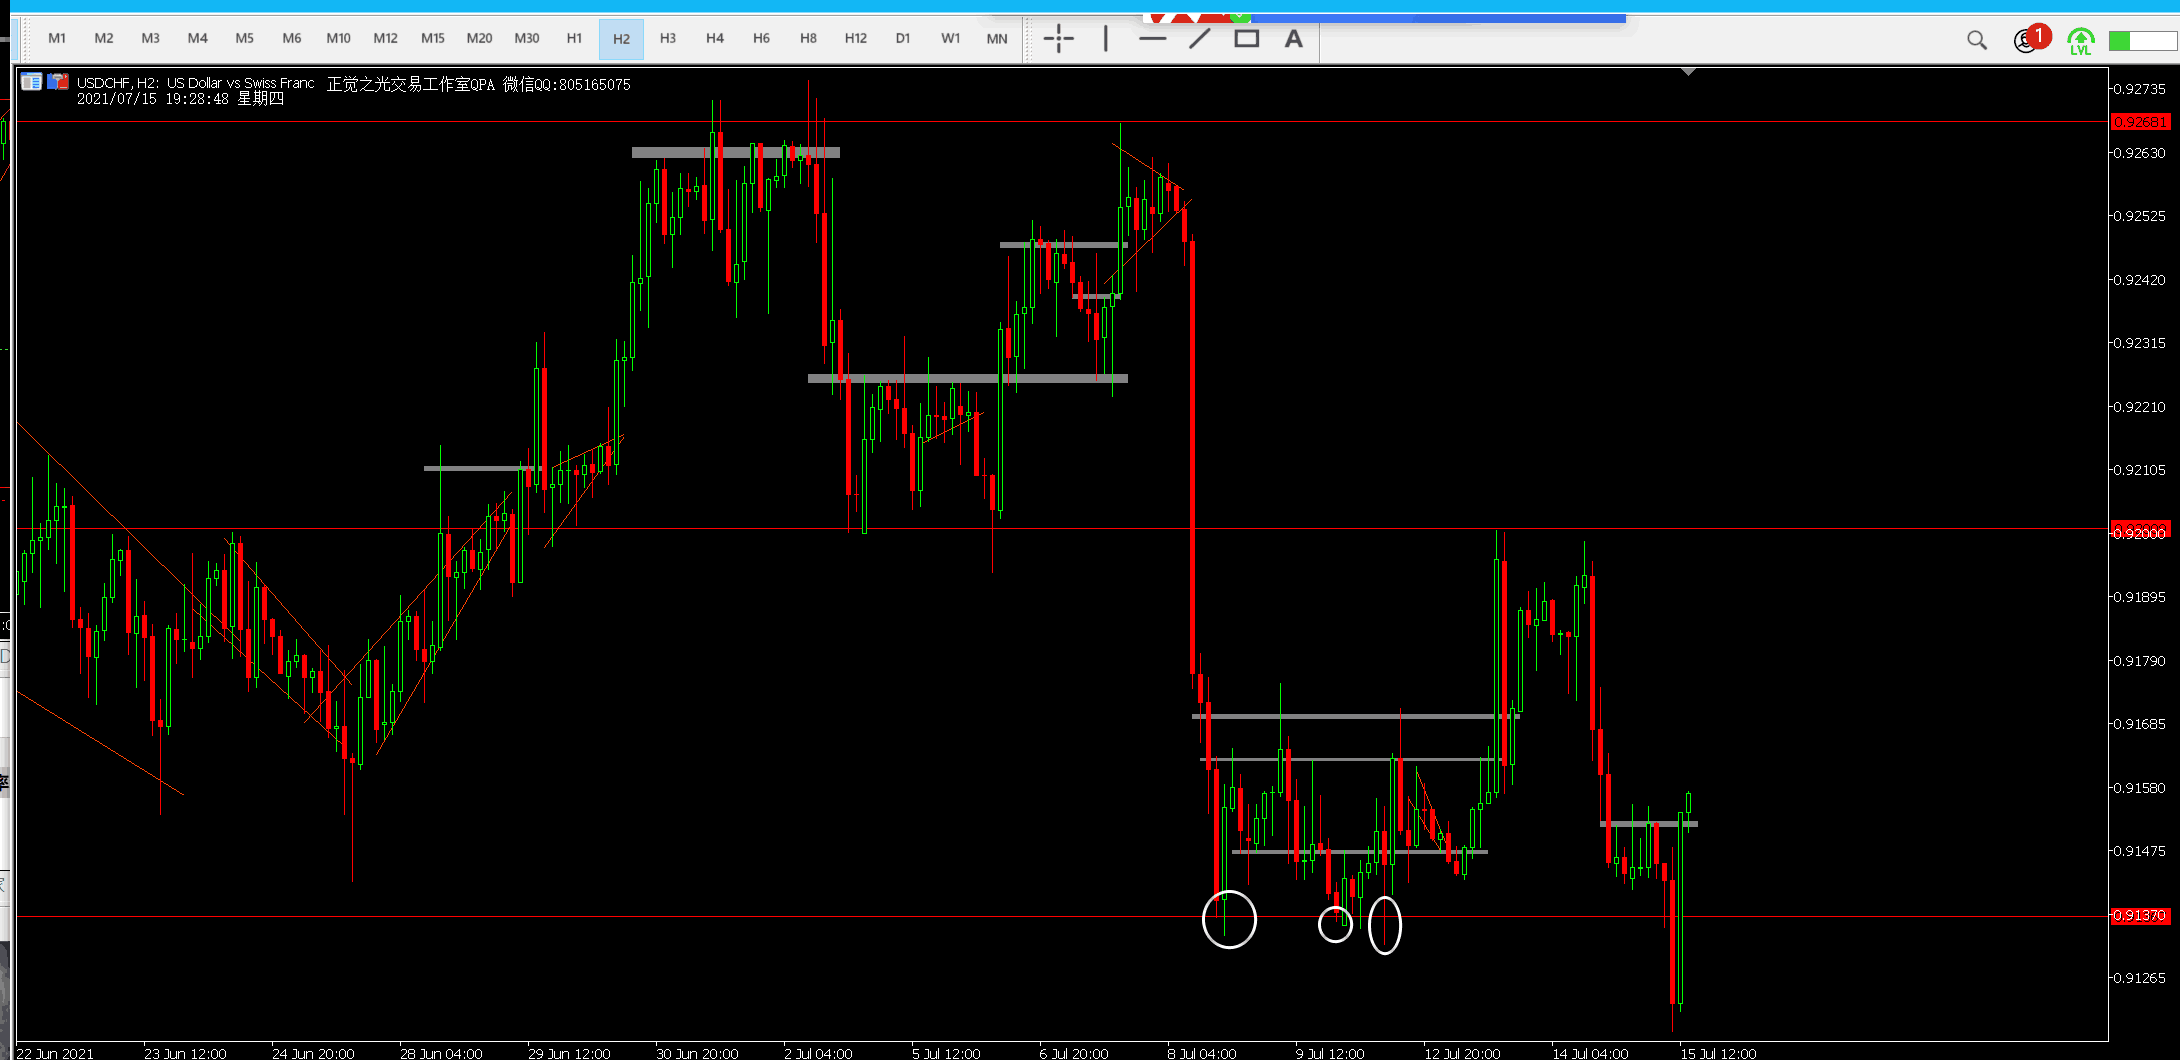 M1 M2 M3 M4 M5 M6 M10 M12 M15 M20 M30 H1 H2 H3 H4 H6 H8 H12 D1 W1 MN
A
1
LVL
USDCHF, H2: US Dollar vs Swiss Franc 正觉之光交易工作室QPA 微信QQ:805165075
2021/07/15 19:28:48 星期四
0.92735
0.92681
0.92630
0.92525
0.92420
0.92315
0.92210
0.92105
0.92000
0.91895
0.91790
0.91685
0.91580
0.91475
0.91370
0.91265
22 Jun 2021 23 Jun 12:00 24 Jun 20:00 28 Jun 04:00 29 Jun 12:00 30 Jun 20:00 2 Jul 04:00 5 Jul 12:00 6 Jul 20:00 8 Jul 04:00 9 Jul 12:00 12 Jul 20:00 14 Jul 04:00 15 Jul 12:00